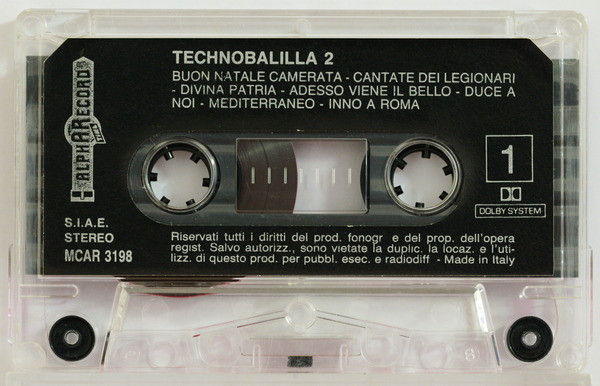 TECHNOBALILLA 2
BUON NATALE CAMERATA - CANTATE DEI LEGIONARI
- DIVINA PATRIA - ADESSO VIENE IL BELLO - DUCE A
NOI - MEDITERRANEO - INNO A ROMA
ALPHARECORD
1
DOLBY SYSTEM
S.I.A.E.
STEREO
MCAR 3198
Riservati tutti i diritti del prod. fonogr e del prop. dell'opera
regist. Salvo autorizz., sono vietate la duplic. la locaz. e l'uti-
lizz. di questo prod. per pubbl. esec. e radiodiff - Made in Italy